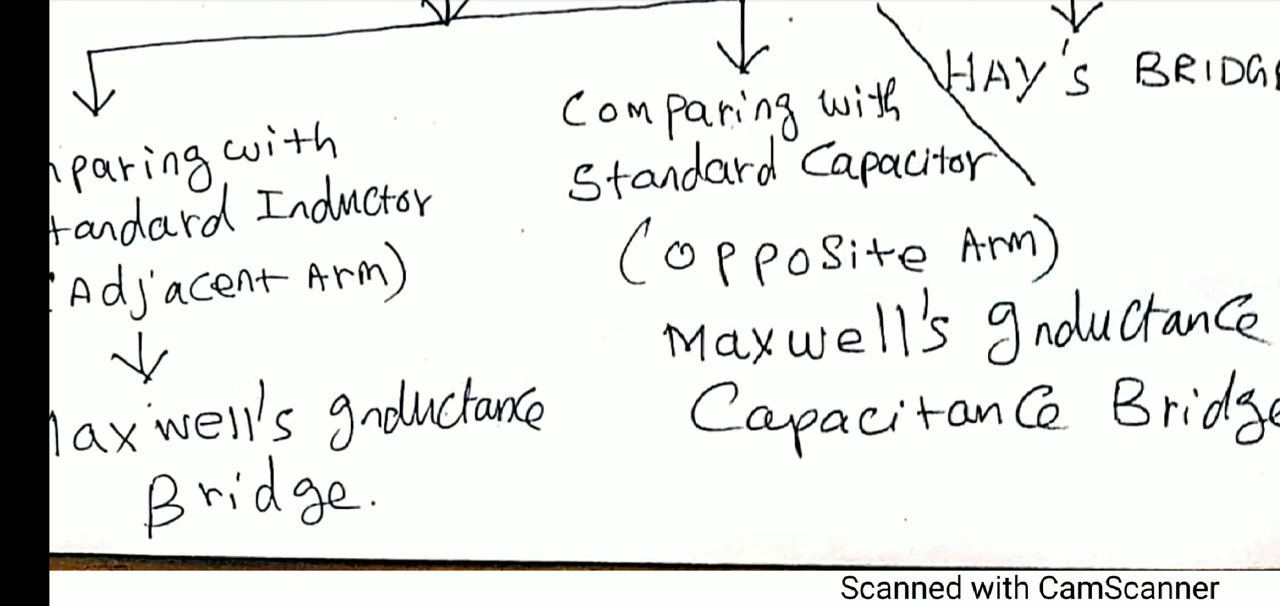 HAY's BRIDG
Comparing with
Standard Capacitor
(Opposite Arm)
Maxwell's Inductance
Capacitance Bridge
paring with
tandard Inductor
(Adjacent Arm)
axwell's Inductance
Bridge.
Scanned with CamScanner